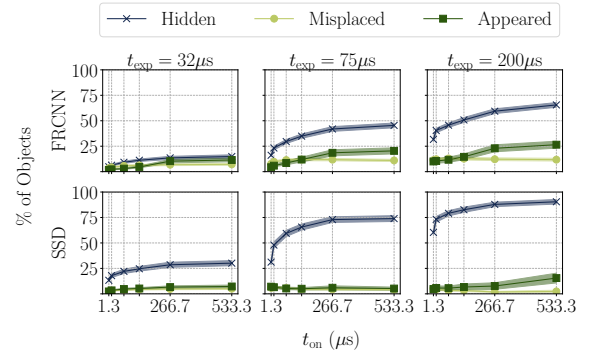 Hidden Misplaced Appeared
t_exp = 32μs t_exp = 75μs t_exp = 200μs
% of Objects
FRCNN
100
75
50
25
SSD
100
75
50
25
1.3 266.7 533.3 1.3 266.7 533.3 1.3 266.7 533.3
t_on (μs)